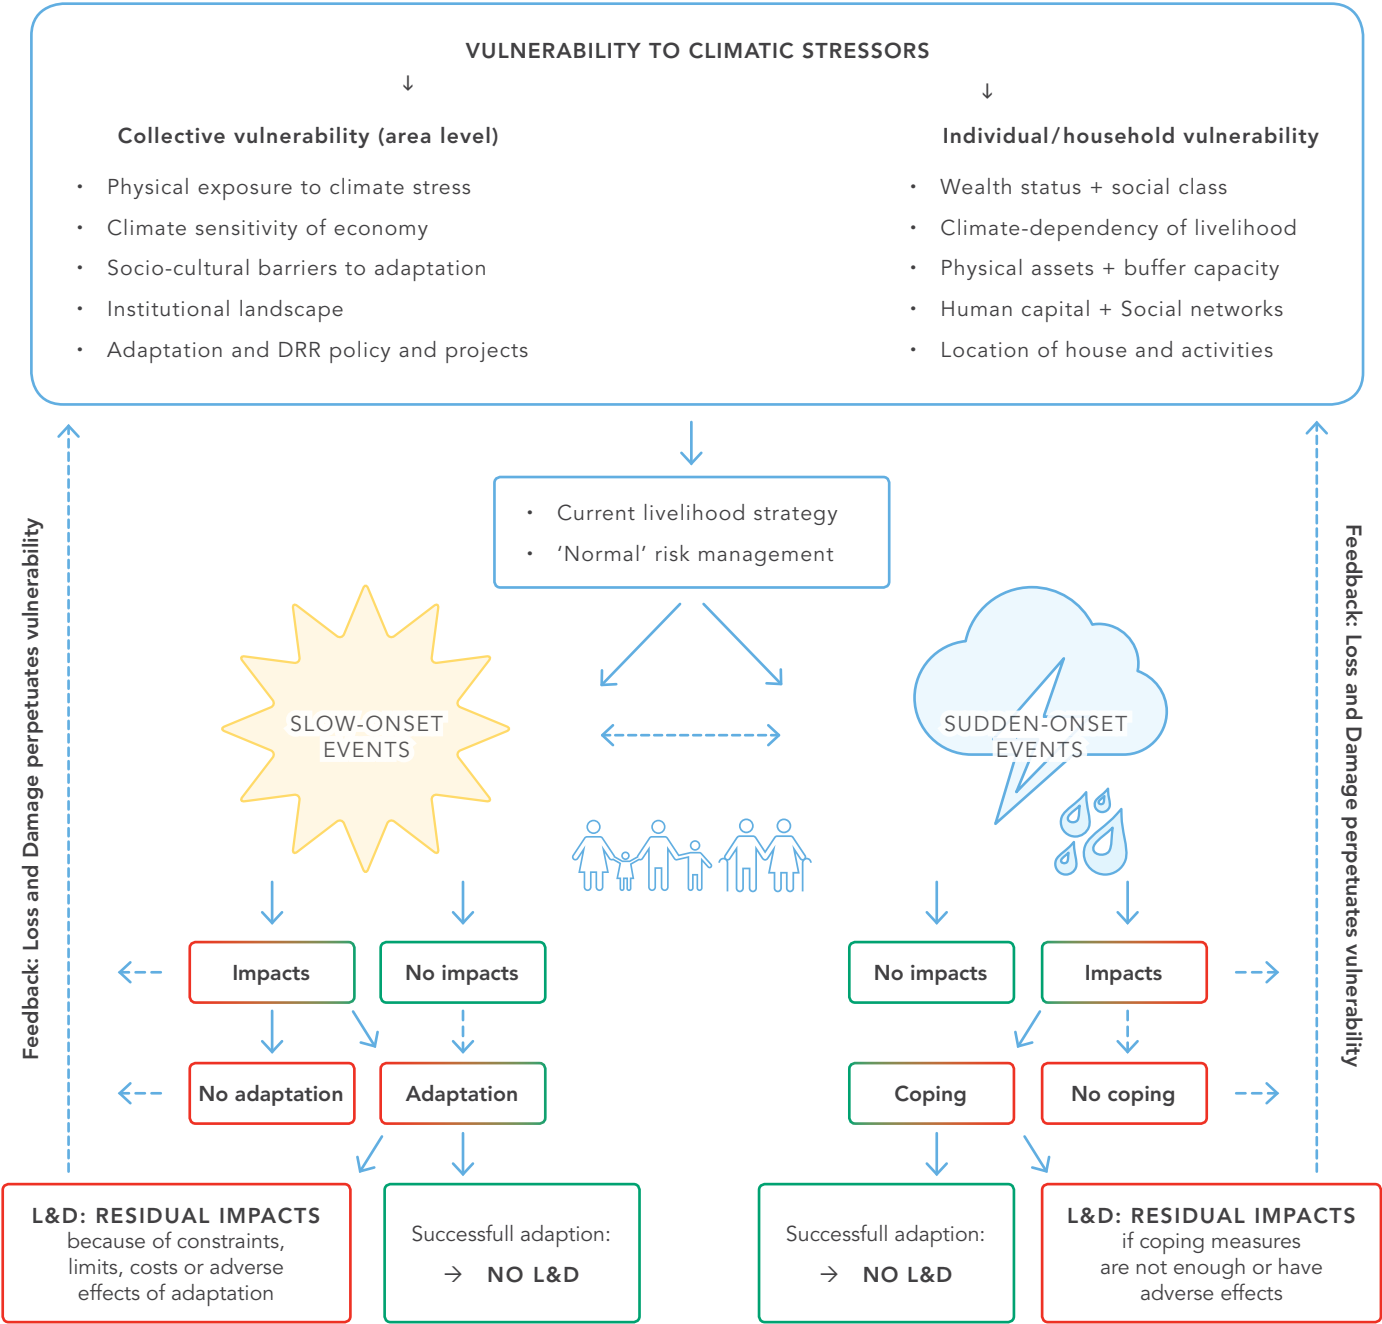 VULNERABILITY TO CLIMATIC STRESSORS
↓
↓
Collective vulnerability (area level)
• Physical exposure to climate stress
• Climate sensitivity of economy
• Socio-cultural barriers to adaptation
• Institutional landscape
• Adaptation and DRR policy and projects
Individual/household vulnerability
• Wealth status + social class
• Climate-dependency of livelihood
• Physical assets + buffer capacity
• Human capital + Social networks
• Location of house and activities
• Current livelihood strategy
• ‘Normal’ risk management
Feedback: Loss and Damage perpetuates vulnerability
SLOW-ONSET
EVENTS
SUDDEN-ONSET
EVENTS
Feedback: Loss and Damage perpetuates vulnerability
Impacts
No impacts
No impacts
Impacts
No adaptation
Adaptation
Coping
No coping
L&D: RESIDUAL IMPACTS
because of constraints,
limits, costs or adverse
effects of adaptation
Successfull adaption:
→ NO L&D
Successfull adaption:
→ NO L&D
L&D: RESIDUAL IMPACTS
if coping measures
are not enough or have
adverse effects